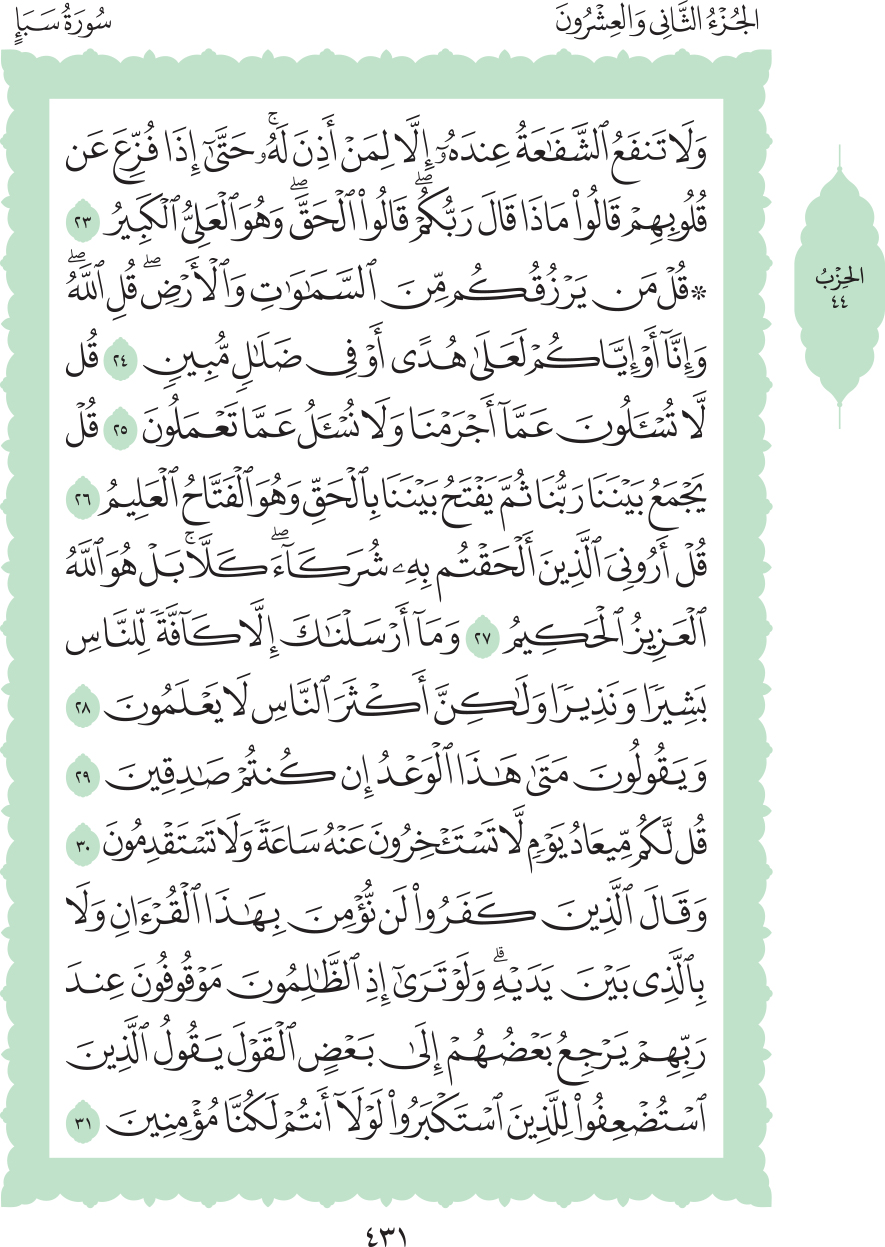 الجُزْءُ الثَّانِي وَالعِشْرُونَ
سُورَةُ سَبَإٍ
وَلَا تَنفَعُ ٱلشَّفَٰعَةُ عِندَهُۥٓ إِلَّا لِمَنْ أَذِنَ لَهُۥۚ حَتَّىٰٓ إِذَا فُزِّعَ عَن
قُلُوبِهِمْ قَالُوا۟ مَاذَا قَالَ رَبُّكُمْۖ قَالُوا۟ ٱلْحَقَّۖ وَهُوَ ٱلْعَلِىُّ ٱلْكَبِيرُ ٢٣
۞ قُلْ مَن يَرْزُقُكُم مِّنَ ٱلسَّمَٰوَٰتِ وَٱلْأَرْضِۖ قُلِ ٱللَّهُۖ
وَإِنَّآ أَوْ إِيَّاكُمْ لَعَلَىٰ هُدًى أَوْ فِى ضَلَٰلٍ مُّبِينٍ ٢٤ قُل
لَّا تُسْـَٔلُونَ عَمَّآ أَجْرَمْنَا وَلَا نُسْـَٔلُ عَمَّا تَعْمَلُونَ ٢٥ قُلْ
يَجْمَعُ بَيْنَنَا رَبُّنَا ثُمَّ يَفْتَحُ بَيْنَنَا بِٱلْحَقِّ وَهُوَ ٱلْفَتَّاحُ ٱلْعَلِيمُ ٢٦
قُلْ أَرُونِىَ ٱلَّذِينَ أَلْحَقْتُم بِهِۦ شُرَكَآءَۖ كَلَّاۚ بَلْ هُوَ ٱللَّهُ
ٱلْعَزِيزُ ٱلْحَكِيمُ ٢٧ وَمَآ أَرْسَلْنَٰكَ إِلَّا كَآفَّةً لِّلنَّاسِ
بَشِيرًا وَنَذِيرًا وَلَٰكِنَّ أَكْثَرَ ٱلنَّاسِ لَا يَعْلَمُونَ ٢٨
وَيَقُولُونَ مَتَىٰ هَٰذَا ٱلْوَعْدُ إِن كُنتُمْ صَٰدِقِينَ ٢٩
قُل لَّكُم مِّيعَادُ يَوْمٍ لَّا تَسْتَـْٔخِرُونَ عَنْهُ سَاعَةً وَلَا تَسْتَقْدِمُونَ ٣٠
وَقَالَ ٱلَّذِينَ كَفَرُوا۟ لَن نُّؤْمِنَ بِهَٰذَا ٱلْقُرْءَانِ وَلَا
بِٱلَّذِى بَيْنَ يَدَيْهِۗ وَلَوْ تَرَىٰٓ إِذِ ٱلظَّٰلِمُونَ مَوْقُوفُونَ عِندَ
رَبِّهِمْ يَرْجِعُ بَعْضُهُمْ إِلَىٰ بَعْضٍ ٱلْقَوْلَ يَقُولُ ٱلَّذِينَ
ٱسْتُضْعِفُوا۟ لِلَّذِينَ ٱسْتَكْبَرُوا۟ لَوْلَآ أَنتُمْ لَكُنَّا مُؤْمِنِينَ ٣١
الحِزْبُ
٤٤
٤٣١